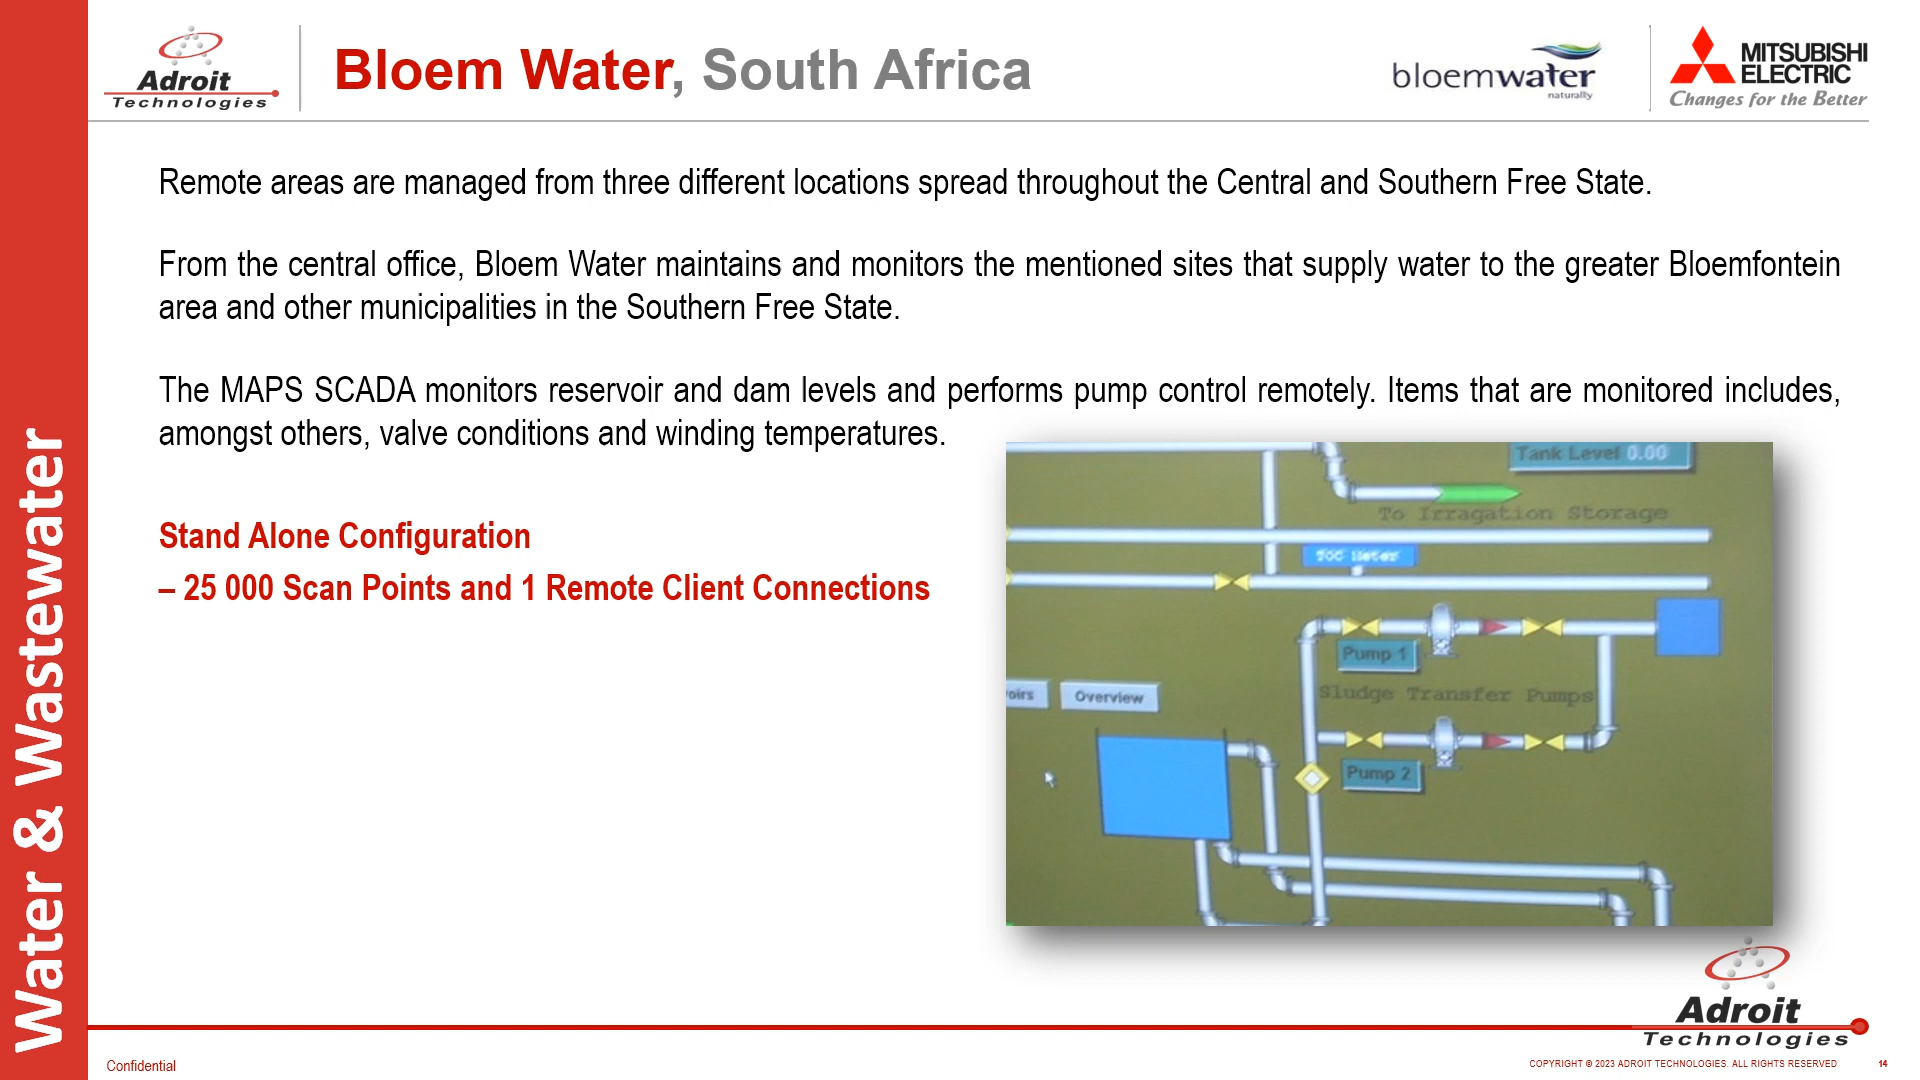 Adroit
Technologies
Bloem Water, South Africa
bloemwater
naturally
MITSUBISHI
ELECTRIC
Changes for the Better
Water & Wastewater
Remote areas are managed from three different locations spread throughout the Central and Southern Free State.
From the central office, Bloem Water maintains and monitors the mentioned sites that supply water to the greater Bloemfontein
area and other municipalities in the Southern Free State.
The MAPS SCADA monitors reservoir and dam levels and performs pump control remotely. Items that are monitored includes,
amongst others, valve conditions and winding temperatures.
Stand Alone Configuration
– 25 000 Scan Points and 1 Remote Client Connections
Tank Level 0.00
To Irragation Storage
TOC Meter
Pump 1
Sludge Transfer Pumps
Overview
Pump 2
Adroit
Technologies
Confidential
COPYRIGHT © 2023 ADROIT TECHNOLOGIES. ALL RIGHTS RESERVED
14